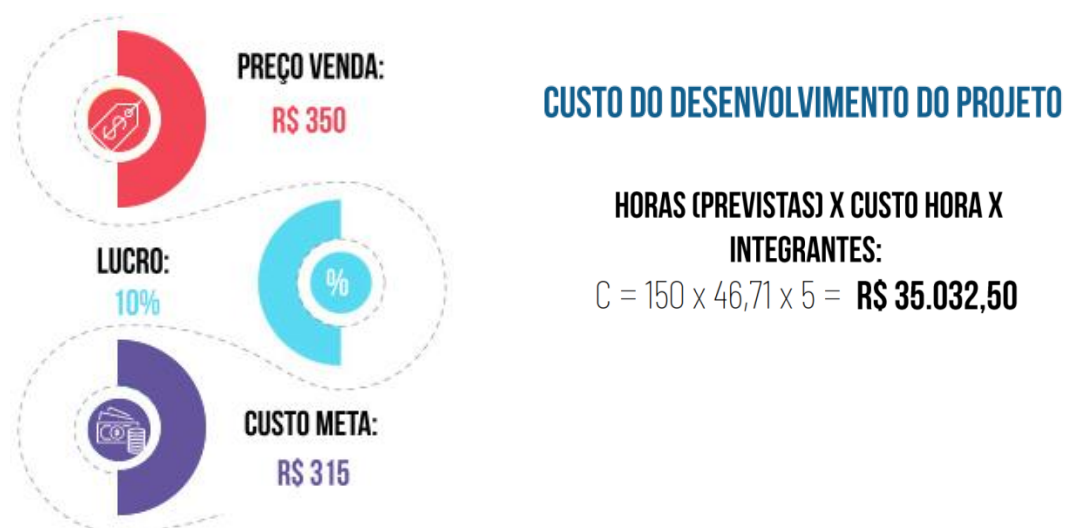 PREÇO VENDA:
R$ 350
%
LUCRO:
10%
CUSTO META:
R$ 315
CUSTO DO DESENVOLVIMENTO DO PROJETO
HORAS (PREVISTAS) X CUSTO HORA X
INTEGRANTES:
C = 150 x 46,71 x 5 = R$ 35.032,50